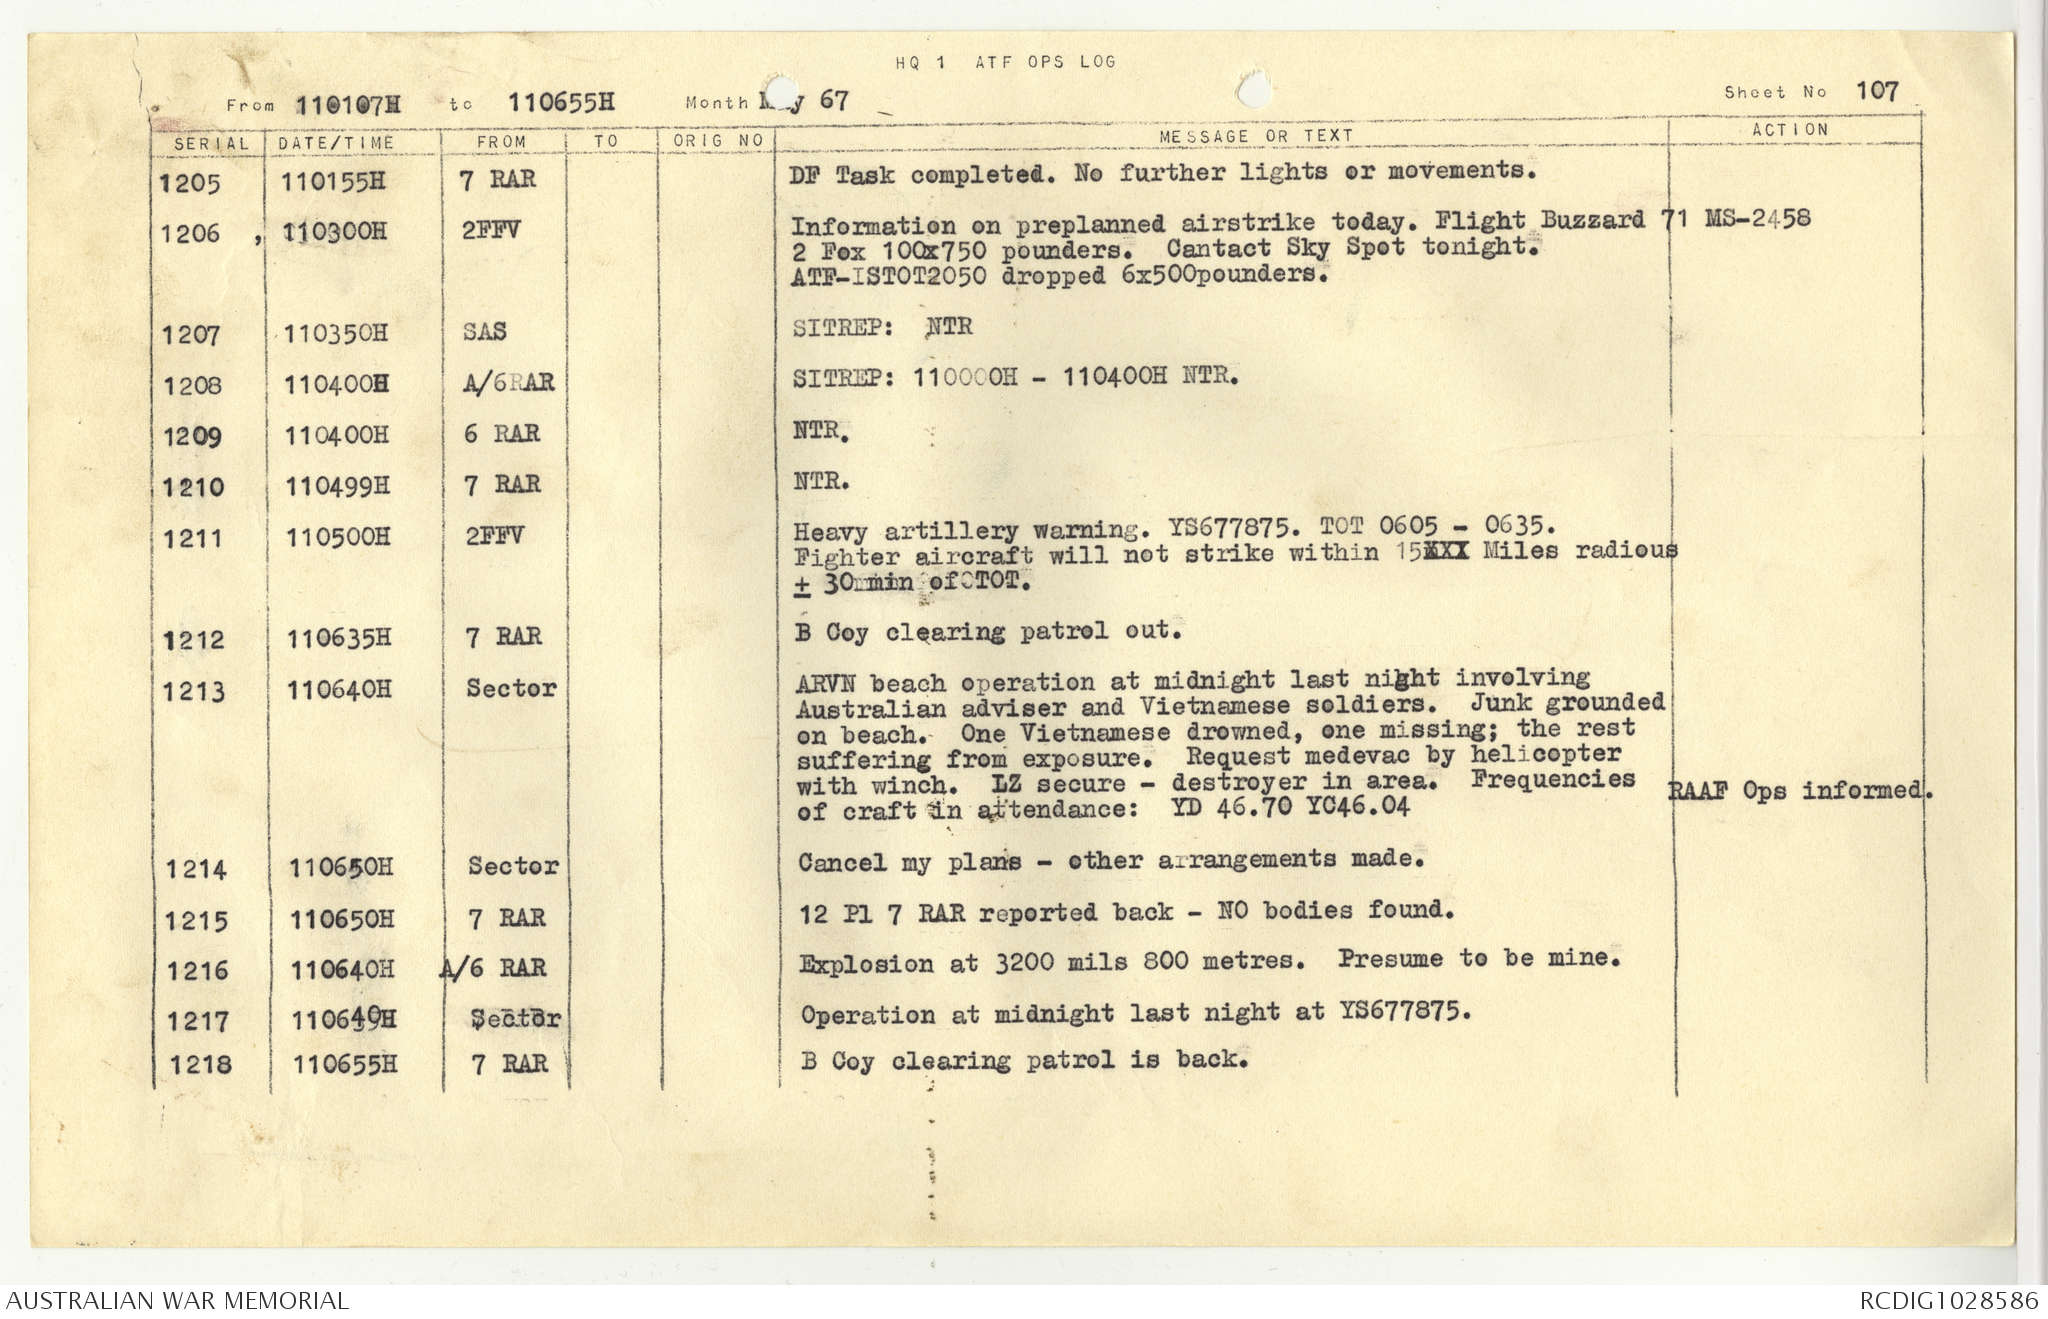 HQ 1 ATF OPS LOG
From 110107H to 110655H Month May 67 Sheet No 107
SERIAL DATE/TIME FROM TO ORIG NO MESSAGE OR TEXT ACTION
1205 110155H 7 RAR DF Task completed. No further lights or movements.
1206 , 110300H 2FFV Information on preplanned airstrike today. Flight Buzzard 71 MS-2458
2 Fox 100x750 pounders. Cantact Sky Spot tonight.
ATF-ISTOT2050 dropped 6x500pounders.
1207 110350H SAS SITREP: NTR
1208 110400H A/6RAR SITREP: 110000H - 110400H NTR.
1209 110400H 6 RAR NTR.
1210 110499H 7 RAR NTR.
1211 110500H 2FFV Heavy artillery warning. YS677875. TOT 0605 - 0635.
Fighter aircraft will not strike within 15XXX Miles radious
± 30 min of TOT.
1212 110635H 7 RAR B Coy clearing patrol out.
1213 110640H Sector ARVN beach operation at midnight last night involving
Australian adviser and Vietnamese soldiers. Junk grounded
on beach. One Vietnamese drowned, one missing; the rest
suffering from exposure. Request medevac by helicopter
with winch. LZ secure - destroyer in area. Frequencies RAAF Ops informed.
of craft in attendance: YD 46.70 YC46.04
1214 110650H Sector Cancel my plans - other arrangements made.
1215 110650H 7 RAR 12 Pl 7 RAR reported back - NO bodies found.
1216 110640H A/6 RAR Explosion at 3200 mils 800 metres. Presume to be mine.
1217 110640H Sector Operation at midnight last night at YS677875.
1218 110655H 7 RAR B Coy clearing patrol is back.
AUSTRALIAN WAR MEMORIAL RCDIG1028586